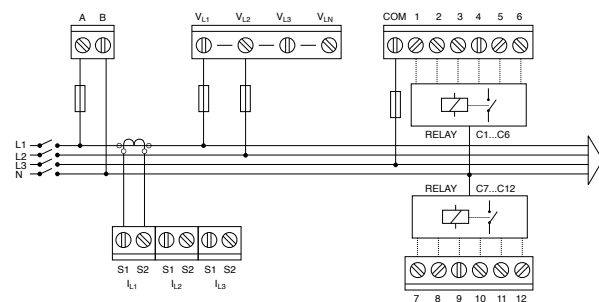 A B
VL1 VL2 VL3 VLN
COM 1 2 3 4 5 6
RELAY C1...C6
L1
L2
L3
N
RELAY C7...C12
S1 S2 S1 S2 S1 S2
IL1 IL2 IL3
7 8 9 10 11 12